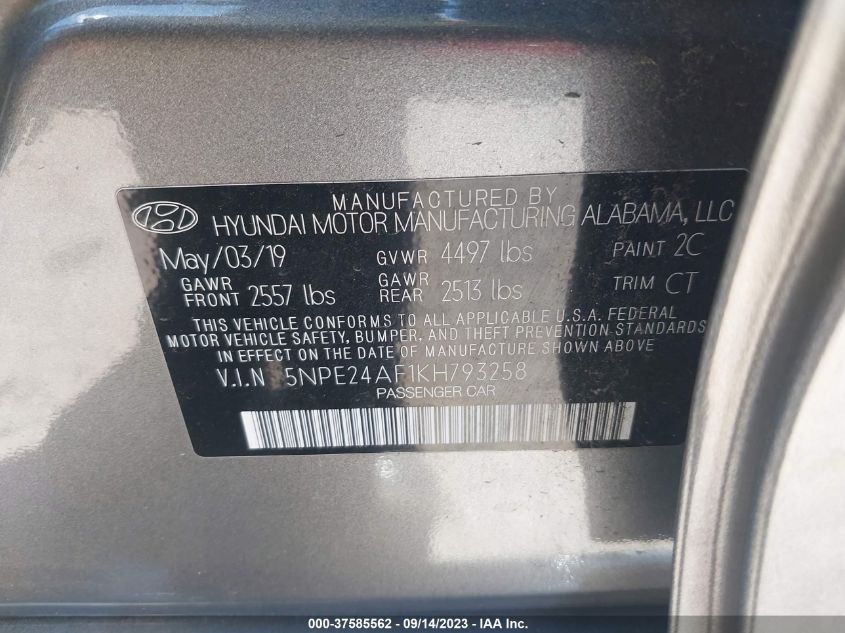 MANUFACTURED BY
HYUNDAI MOTOR MANUFACTURING ALABAMA, LLC
May/03/19 GVWR 4497 lbs PAINT 2C
GAWR FRONT 2557 lbs GAWR REAR 2513 lbs TRIM CT
THIS VEHICLE CONFORMS TO ALL APPLICABLE U.S.A. FEDERAL
MOTOR VEHICLE SAFETY, BUMPER, AND THEFT PREVENTION STANDARDS
IN EFFECT ON THE DATE OF MANUFACTURE SHOWN ABOVE
V.I.N 5NPE24AF1KH793258
PASSENGER CAR
000-37585562 - 09/14/2023 - IAA Inc.